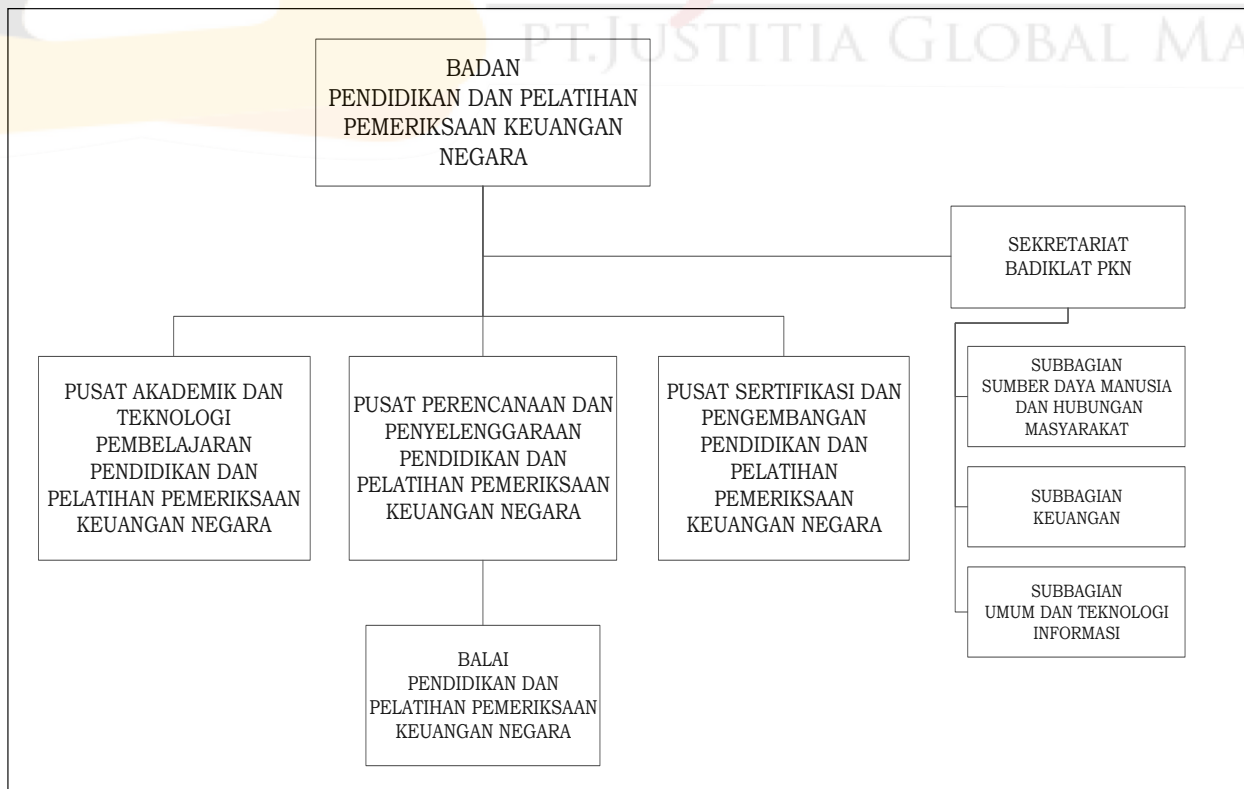 PT.JUSTITIA GLOBAL MA
BADAN
PENDIDIKAN DAN PELATIHAN
PEMERIKSAAN KEUANGAN
NEGARA
SEKRETARIAT
BADIKLAT PKN
PUSAT AKADEMIK DAN
TEKNOLOGI
PEMBELAJARAN
PENDIDIKAN DAN
PELATIHAN PEMERIKSAAN
KEUANGAN NEGARA
PUSAT PERENCANAAN DAN
PENYELENGGARAAN
PENDIDIKAN DAN
PELATIHAN PEMERIKSAAN
KEUANGAN NEGARA
PUSAT SERTIFIKASI DAN
PENGEMBANGAN
PENDIDIKAN DAN
PELATIHAN
PEMERIKSAAN
KEUANGAN NEGARA
SUBBAGIAN
SUMBER DAYA MANUSIA
DAN HUBUNGAN
MASYARAKAT
SUBBAGIAN
KEUANGAN
SUBBAGIAN
UMUM DAN TEKNOLOGI
INFORMASI
BALAI
PENDIDIKAN DAN
PELATIHAN PEMERIKSAAN
KEUANGAN NEGARA